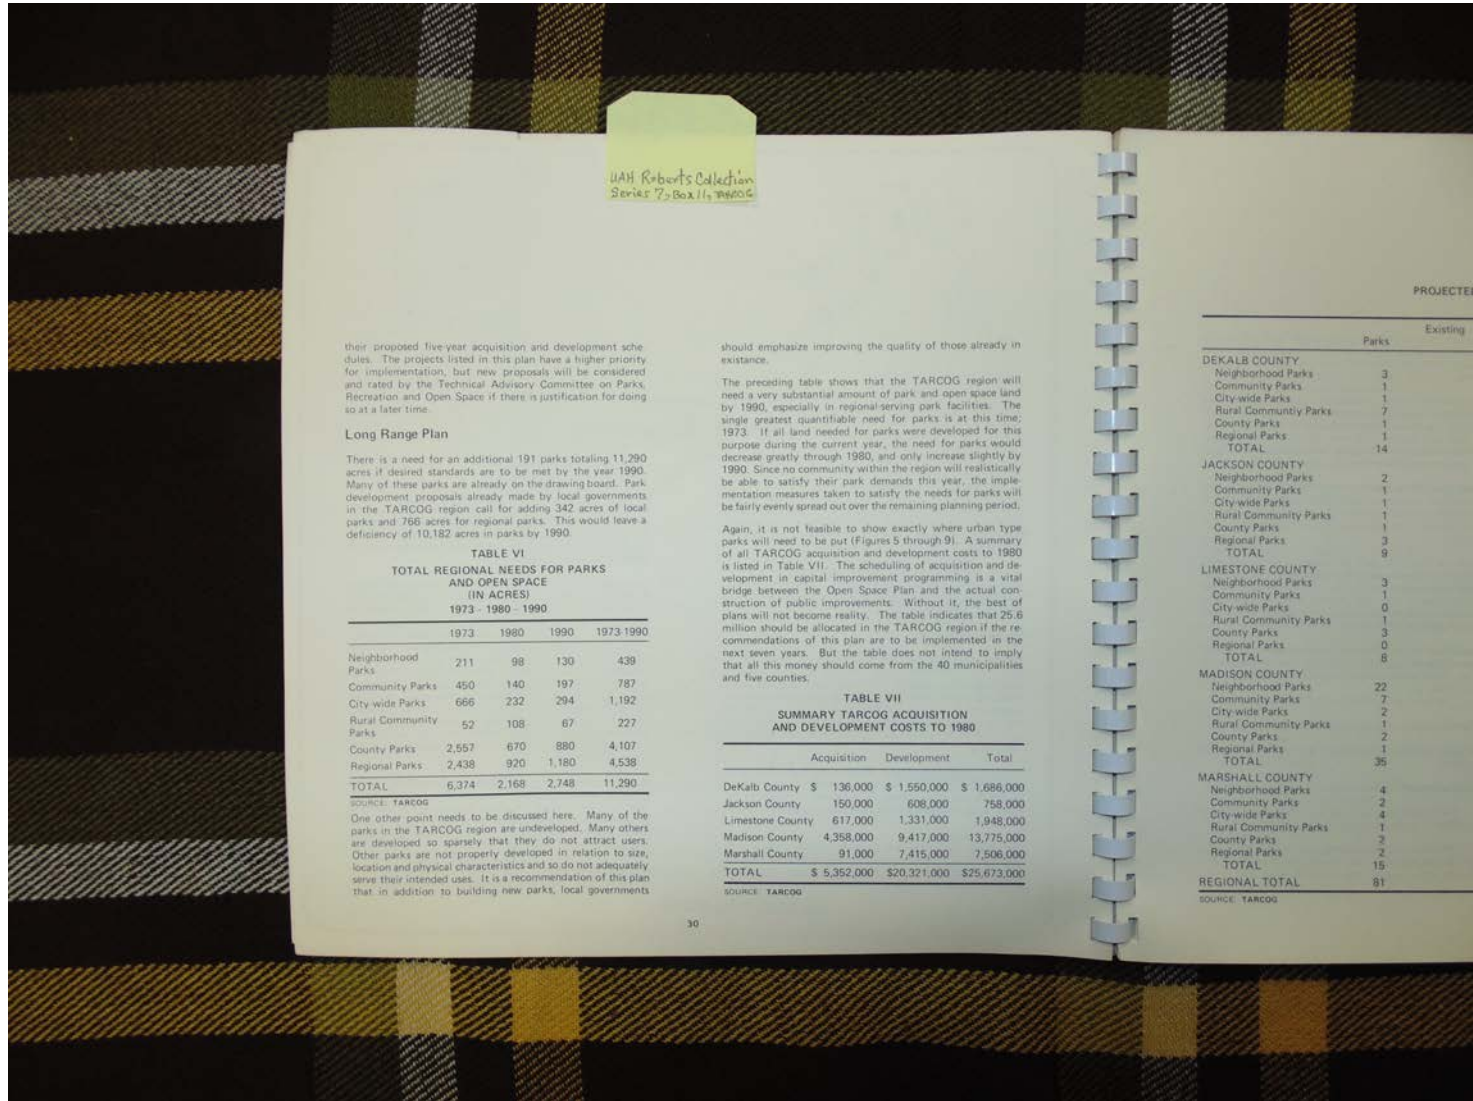 UAH Roberts Collection
Series 7, Box 11, TARCOG
their proposed five-year acquisition and development sche
dules. The projects listed in this plan have a higher priority
for implementation, but new proposals will be considered
and rated by the Technical Advisory Committee on Parks,
Recreation and Open Space if there is justification for doing
so at a later time.
Long Range Plan
There is a need for an additional 191 parks totaling 11,290
acres if desired standards are to be met by the year 1990.
Many of these parks are already on the drawing board. Park
development proposals already made by local governments
in the TARCOG region call for adding 342 acres of local
parks and 766 acres for regional parks. This would leave a
deficiency of 10,182 acres in parks by 1990.
TABLE VI
TOTAL REGIONAL NEEDS FOR PARKS
AND OPEN SPACE
(IN ACRES)
1973 - 1980 - 1990
1973 1980 1990 1973-1990
Neighborhood
Parks 211 98 130 439
Community Parks 450 140 197 787
City-wide Parks 666 232 294 1,192
Rural Community
Parks 52 108 67 227
County Parks 2,557 670 880 4,107
Regional Parks 2,438 920 1,180 4,538
TOTAL 6,374 2,168 2,748 11,290
SOURCE: TARCOG
One other point needs to be discussed here. Many of the
parks in the TARCOG region are undeveloped. Many others
are developed so sparsely that they do not attract users.
Other parks are not properly developed in relation to size,
location and physical characteristics and so do not adequately
serve their intended uses. It is a recommendation of this plan
that in addition to building new parks, local governments
should emphasize improving the quality of those already in
existance.
The preceding table shows that the TARCOG region will
need a very substantial amount of park and open space land
by 1990, especially in regional-serving park facilities. The
single greatest quantifiable need for parks is at this time;
1973. If all land needed for parks were developed for this
purpose during the current year, the need for parks would
decrease greatly through 1980, and only increase slightly by
1990. Since no community within the region will realistically
be able to satisfy their park demands this year, the imple-
mentation measures taken to satisfy the needs for parks will
be fairly evenly spread out over the remaining planning period.
Again, it is not feasible to show exactly where urban type
parks will need to be put (Figures 5 through 9). A summary
of all TARCOG acquisition and development costs to 1980
is listed in Table VII. The scheduling of acquisition and de-
velopment in capital improvement programming is a vital
bridge between the Open Space Plan and the actual con-
struction of public improvements. Without it, the best of
plans will not become reality. The table indicates that 25.6
million should be allocated in the TARCOG region if the re-
commendations of this plan are to be implemented in the
next seven years. But the table does not intend to imply
that all this money should come from the 40 municipalities
and five counties.
TABLE VII
SUMMARY TARCOG ACQUISITION
AND DEVELOPMENT COSTS TO 1980
Acquisition Development Total
DeKalb County $ 136,000 $ 1,550,000 $ 1,686,000
Jackson County 150,000 608,000 758,000
Limestone County 617,000 1,331,000 1,948,000
Madison County 4,358,000 9,417,000 13,775,000
Marshall County 91,000 7,415,000 7,506,000
TOTAL $ 5,352,000 $20,321,000 $25,673,000
SOURCE: TARCOG
30
PROJECTED
Existing
Parks
DEKALB COUNTY
Neighborhood Parks 3
Community Parks 1
City-wide Parks 1
Rural Communtiy Parks 7
County Parks 1
Regional Parks 1
TOTAL 14
JACKSON COUNTY
Neighborhood Parks 2
Community Parks 1
City-wide Parks 1
Rural Community Parks 1
County Parks 1
Regional Parks 3
TOTAL 9
LIMESTONE COUNTY
Neighborhood Parks 3
Community Parks 1
City-wide Parks 0
Rural Community Parks 1
County Parks 3
Regional Parks 0
TOTAL 8
MADISON COUNTY
Neighborhood Parks 22
Community Parks 7
City-wide Parks 2
Rural Community Parks 1
County Parks 2
Regional Parks 1
TOTAL 35
MARSHALL COUNTY
Neighborhood Parks 4
Community Parks 2
City-wide Parks 4
Rural Community Parks 1
County Parks 2
Regional Parks 2
TOTAL 15
REGIONAL TOTAL 81
SOURCE: TARCOG